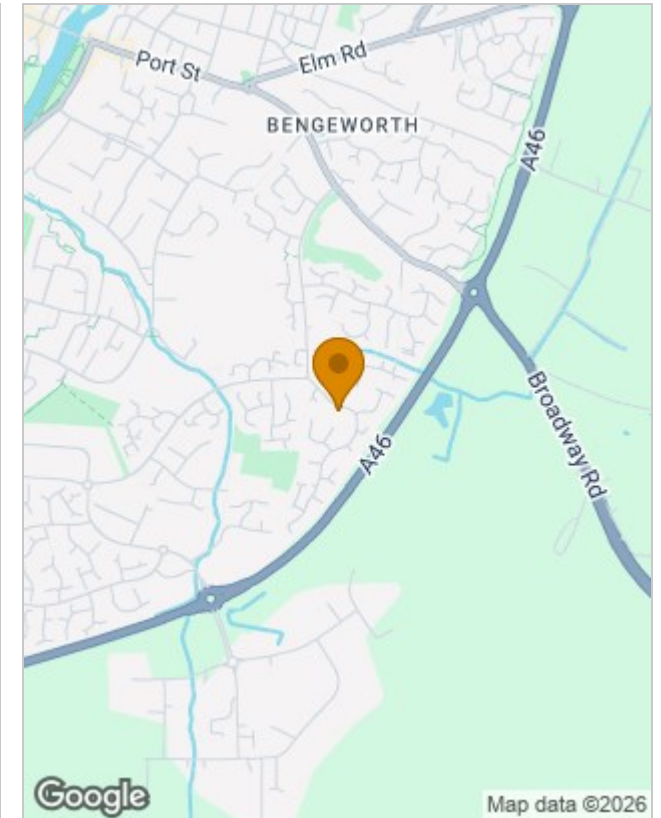 Port St
Elm Rd
BENGEWORTH
A46
A46
Broadway Rd
Google
Map data ©2026